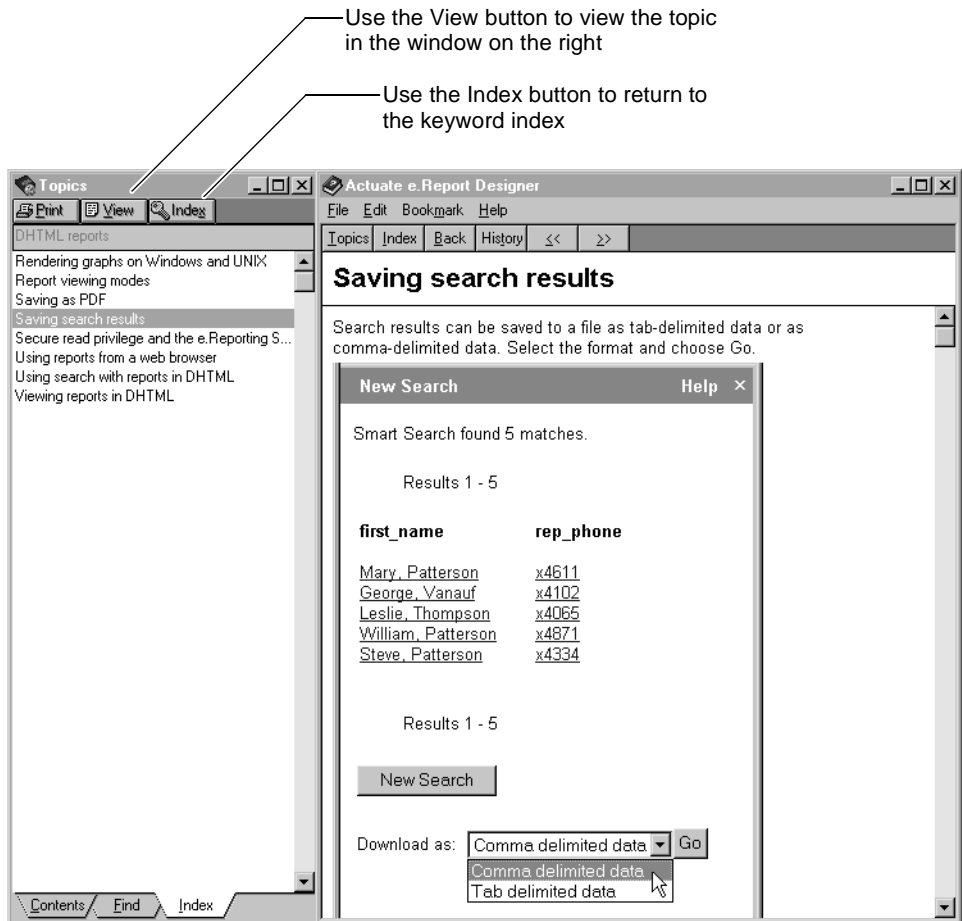 Use the View button to view the topic
in the window on the right
Use the Index button to return to
the keyword index
Topics
Print View Index
DHTML reports
Rendering graphs on Windows and UNIX
Report viewing modes
Saving as PDF
Saving search results
Secure read privilege and the e.Reporting S...
Using reports from a web browser
Using search with reports in DHTML
Viewing reports in DHTML
Contents Find Index
Actuate e.Report Designer
File Edit Bookmark Help
Topics Index Back History << >>
Saving search results
Search results can be saved to a file as tab-delimited data or as
comma-delimited data. Select the format and choose Go.
New Search Help ×
Smart Search found 5 matches.
Results 1 - 5
first_name rep_phone
Mary, Patterson x4611
George, Vanauf x4102
Leslie, Thompson x4065
William, Patterson x4871
Steve, Patterson x4334
Results 1 - 5
New Search
Download as: Comma delimited data Go
Comma delimited data
Tab delimited data